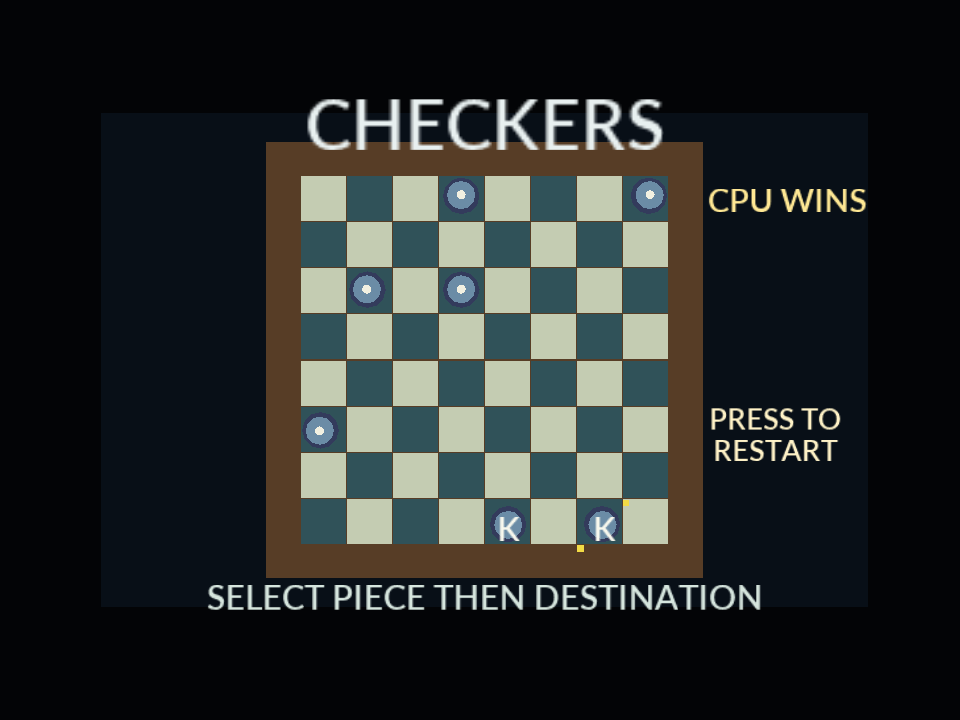 CHECKERS
CPU WINS
PRESS TO
RESTART
K K
SELECT PIECE THEN DESTINATION